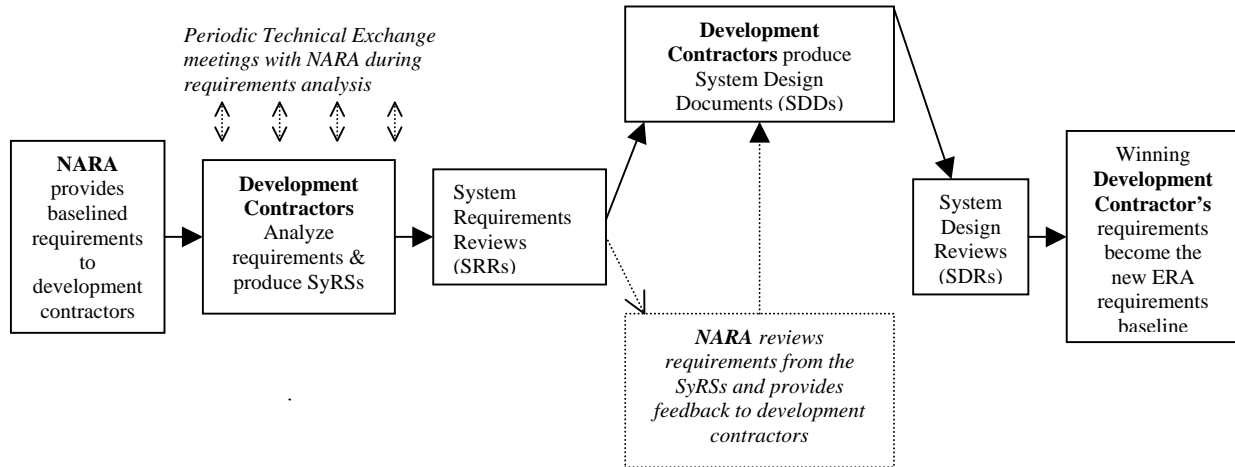 Periodic Technical Exchange
meetings with NARA during
requirements analysis
NARA
provides
baselined
requirements
to
development
contractors
Development
Contractors
Analyze
requirements &
produce SyRSs
System
Requirements
Reviews
(SRRs)
Development
Contractors produce
System Design
Documents (SDDs)
NARA reviews
requirements from the
SyRSs and provides
feedback to development
contractors
System
Design
Reviews
(SDRs)
Winning
Development
Contractor’s
requirements
become the
new ERA
requirements
baseline